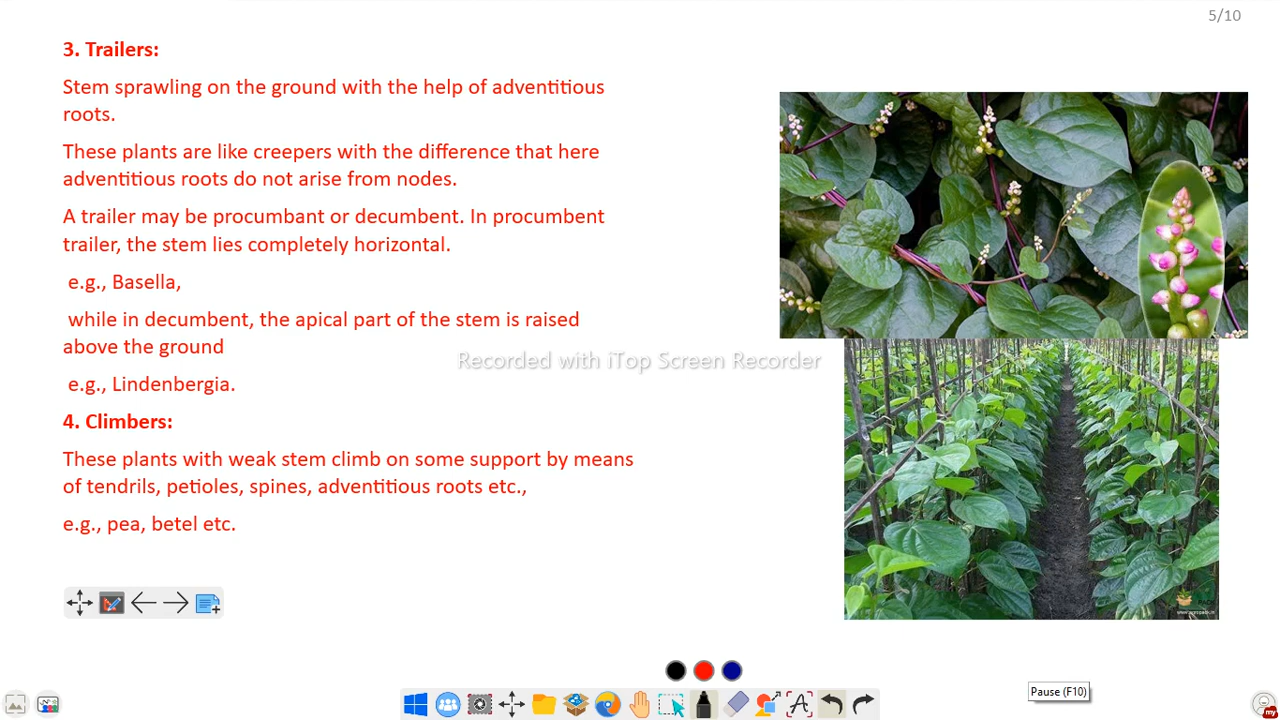 5/10
3. Trailers:
Stem sprawling on the ground with the help of adventitious
roots.
These plants are like creepers with the difference that here
adventitious roots do not arise from nodes.
A trailer may be procumbant or decumbent. In procumbent
trailer, the stem lies completely horizontal.
e.g., Basella,
while in decumbent, the apical part of the stem is raised
above the ground
Recorded with iTop Screen Recorder
e.g., Lindenbergia.
4. Climbers:
These plants with weak stem climb on some support by means
of tendrils, petioles, spines, adventitious roots etc.,
e.g., pea, betel etc.
Pause (F10)
my